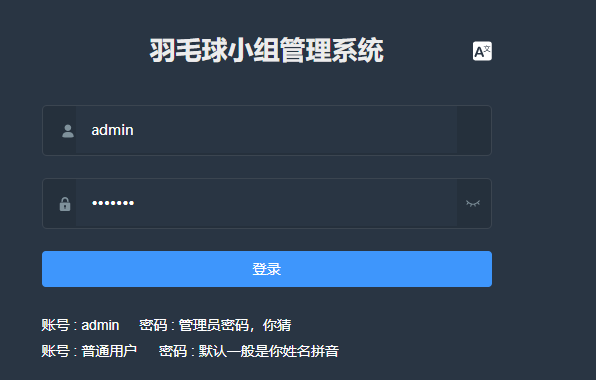 羽毛球小组管理系统
admin
•••••••
登录
账号 : admin 密码 : 管理员密码，你猜
账号 : 普通用户 密码 : 默认一般是你姓名拼音